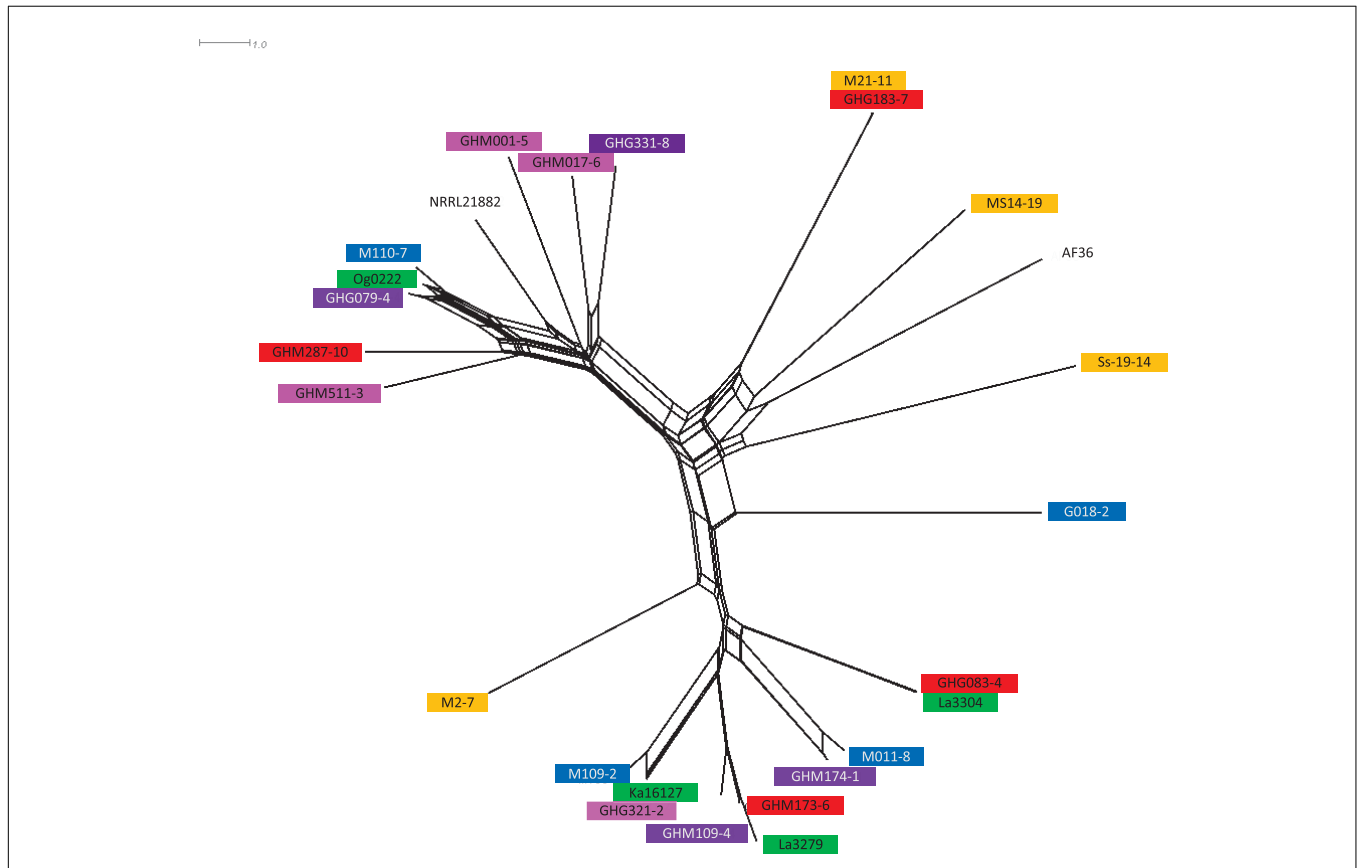 1.0
M21-11
GHG183-7
GHM001-5
GHG331-8
GHM017-6
NRRL21882
MS14-19
M110-7
AF36
Og0222
GHG079-4
GHM287-10
Ss-19-14
GHM511-3
G018-2
GHG083-4
M2-7
La3304
M011-8
M109-2
GHM174-1
Ka16127
GHG321-2
GHM173-6
GHM109-4
La3279